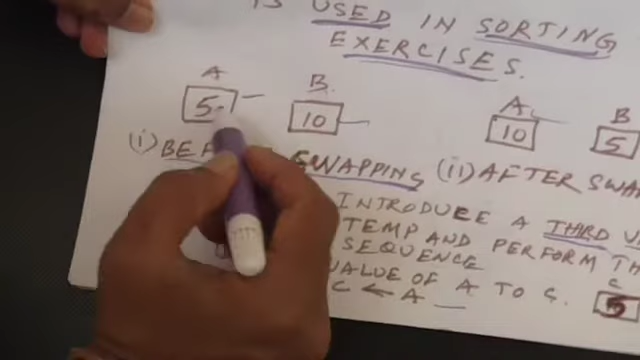 IS USED IN SORTING
EXERCISES.
A B A B
5 10 10 5
(i) BEF SWAPPING (ii) AFTER SWAP
INTRODUCE A THIRD V
TEMP AND PERFORM TH
SEQUENCE
VALUE OF A TO C. C
C ← A 5